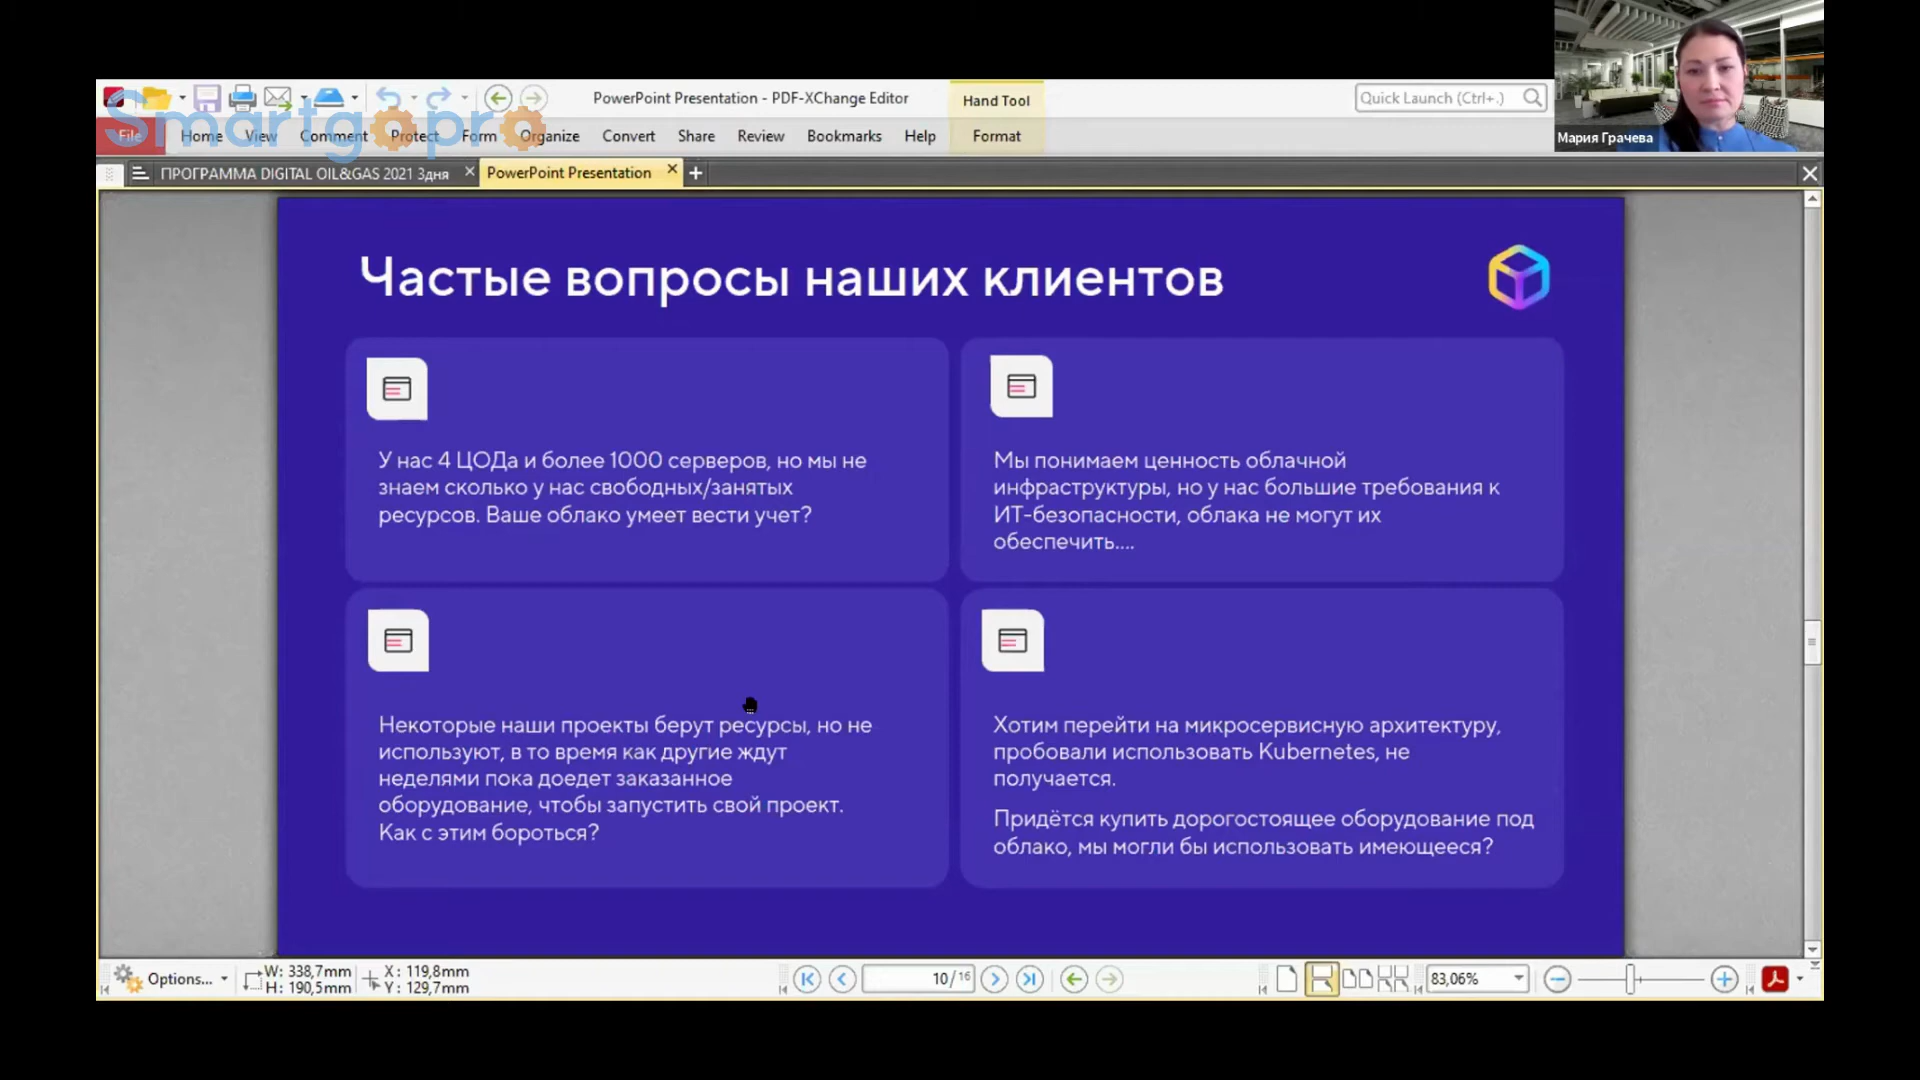 PowerPoint Presentation - PDF-XChange Editor
Hand Tool
Quick Launch (Ctrl+.)
Smartgopro
File Home View Comment Protect Form Organize Convert Share Review Bookmarks Help Format
Мария Грачева
ПРОГРАММА DIGITAL OIL&GAS 2021 3дня
PowerPoint Presentation
Частые вопросы наших клиентов
У нас 4 ЦОДа и более 1000 серверов, но мы не
знаем сколько у нас свободных/занятых
ресурсов. Ваше облако умеет вести учет?
Мы понимаем ценность облачной
инфраструктуры, но у нас большие требования к
ИТ-безопасности, облака не могут их
обеспечить....
Некоторые наши проекты берут ресурсы, но не
используют, в то время как другие ждут
неделями пока доедет заказанное
оборудование, чтобы запустить свой проект.
Как с этим бороться?
Хотим перейти на микросервисную архитектуру,
пробовали использовать Kubernetes, не
получается.
Придётся купить дорогостоящее оборудование под
облако, мы могли бы использовать имеющееся?
Options...
W: 338,7mm
H: 190,5mm
X: 119,8mm
Y: 129,7mm
10/16
83,06%